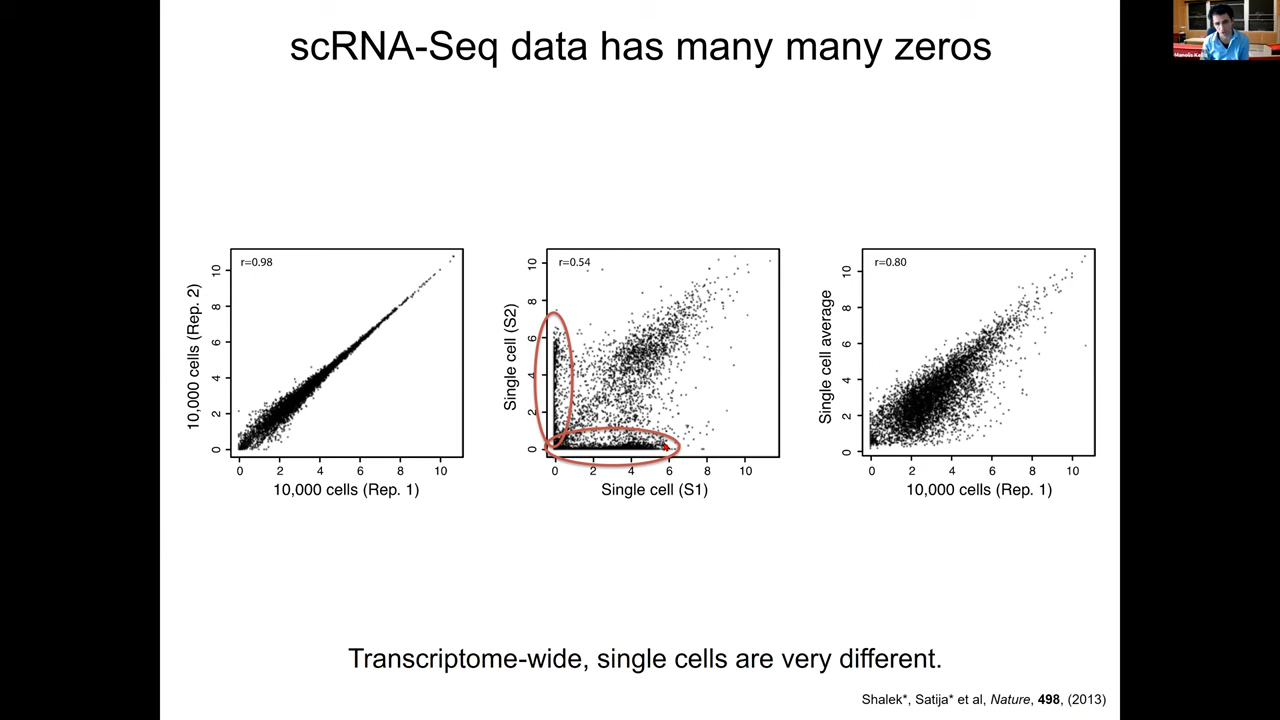 scRNA-Seq data has many many zeros
r=0.98
10,000 cells (Rep. 2)
0 2 4 6 8 10
0 2 4 6 8 10
10,000 cells (Rep. 1)
r=0.54
Single cell (S2)
0 2 4 6 8 10
0 2 4 6 8 10
Single cell (S1)
r=0.80
Single cell average
0 2 4 6 8 10
0 2 4 6 8 10
10,000 cells (Rep. 1)
Transcriptome-wide, single cells are very different.
Shalek*, Satija* et al, Nature, 498, (2013)
Manolis